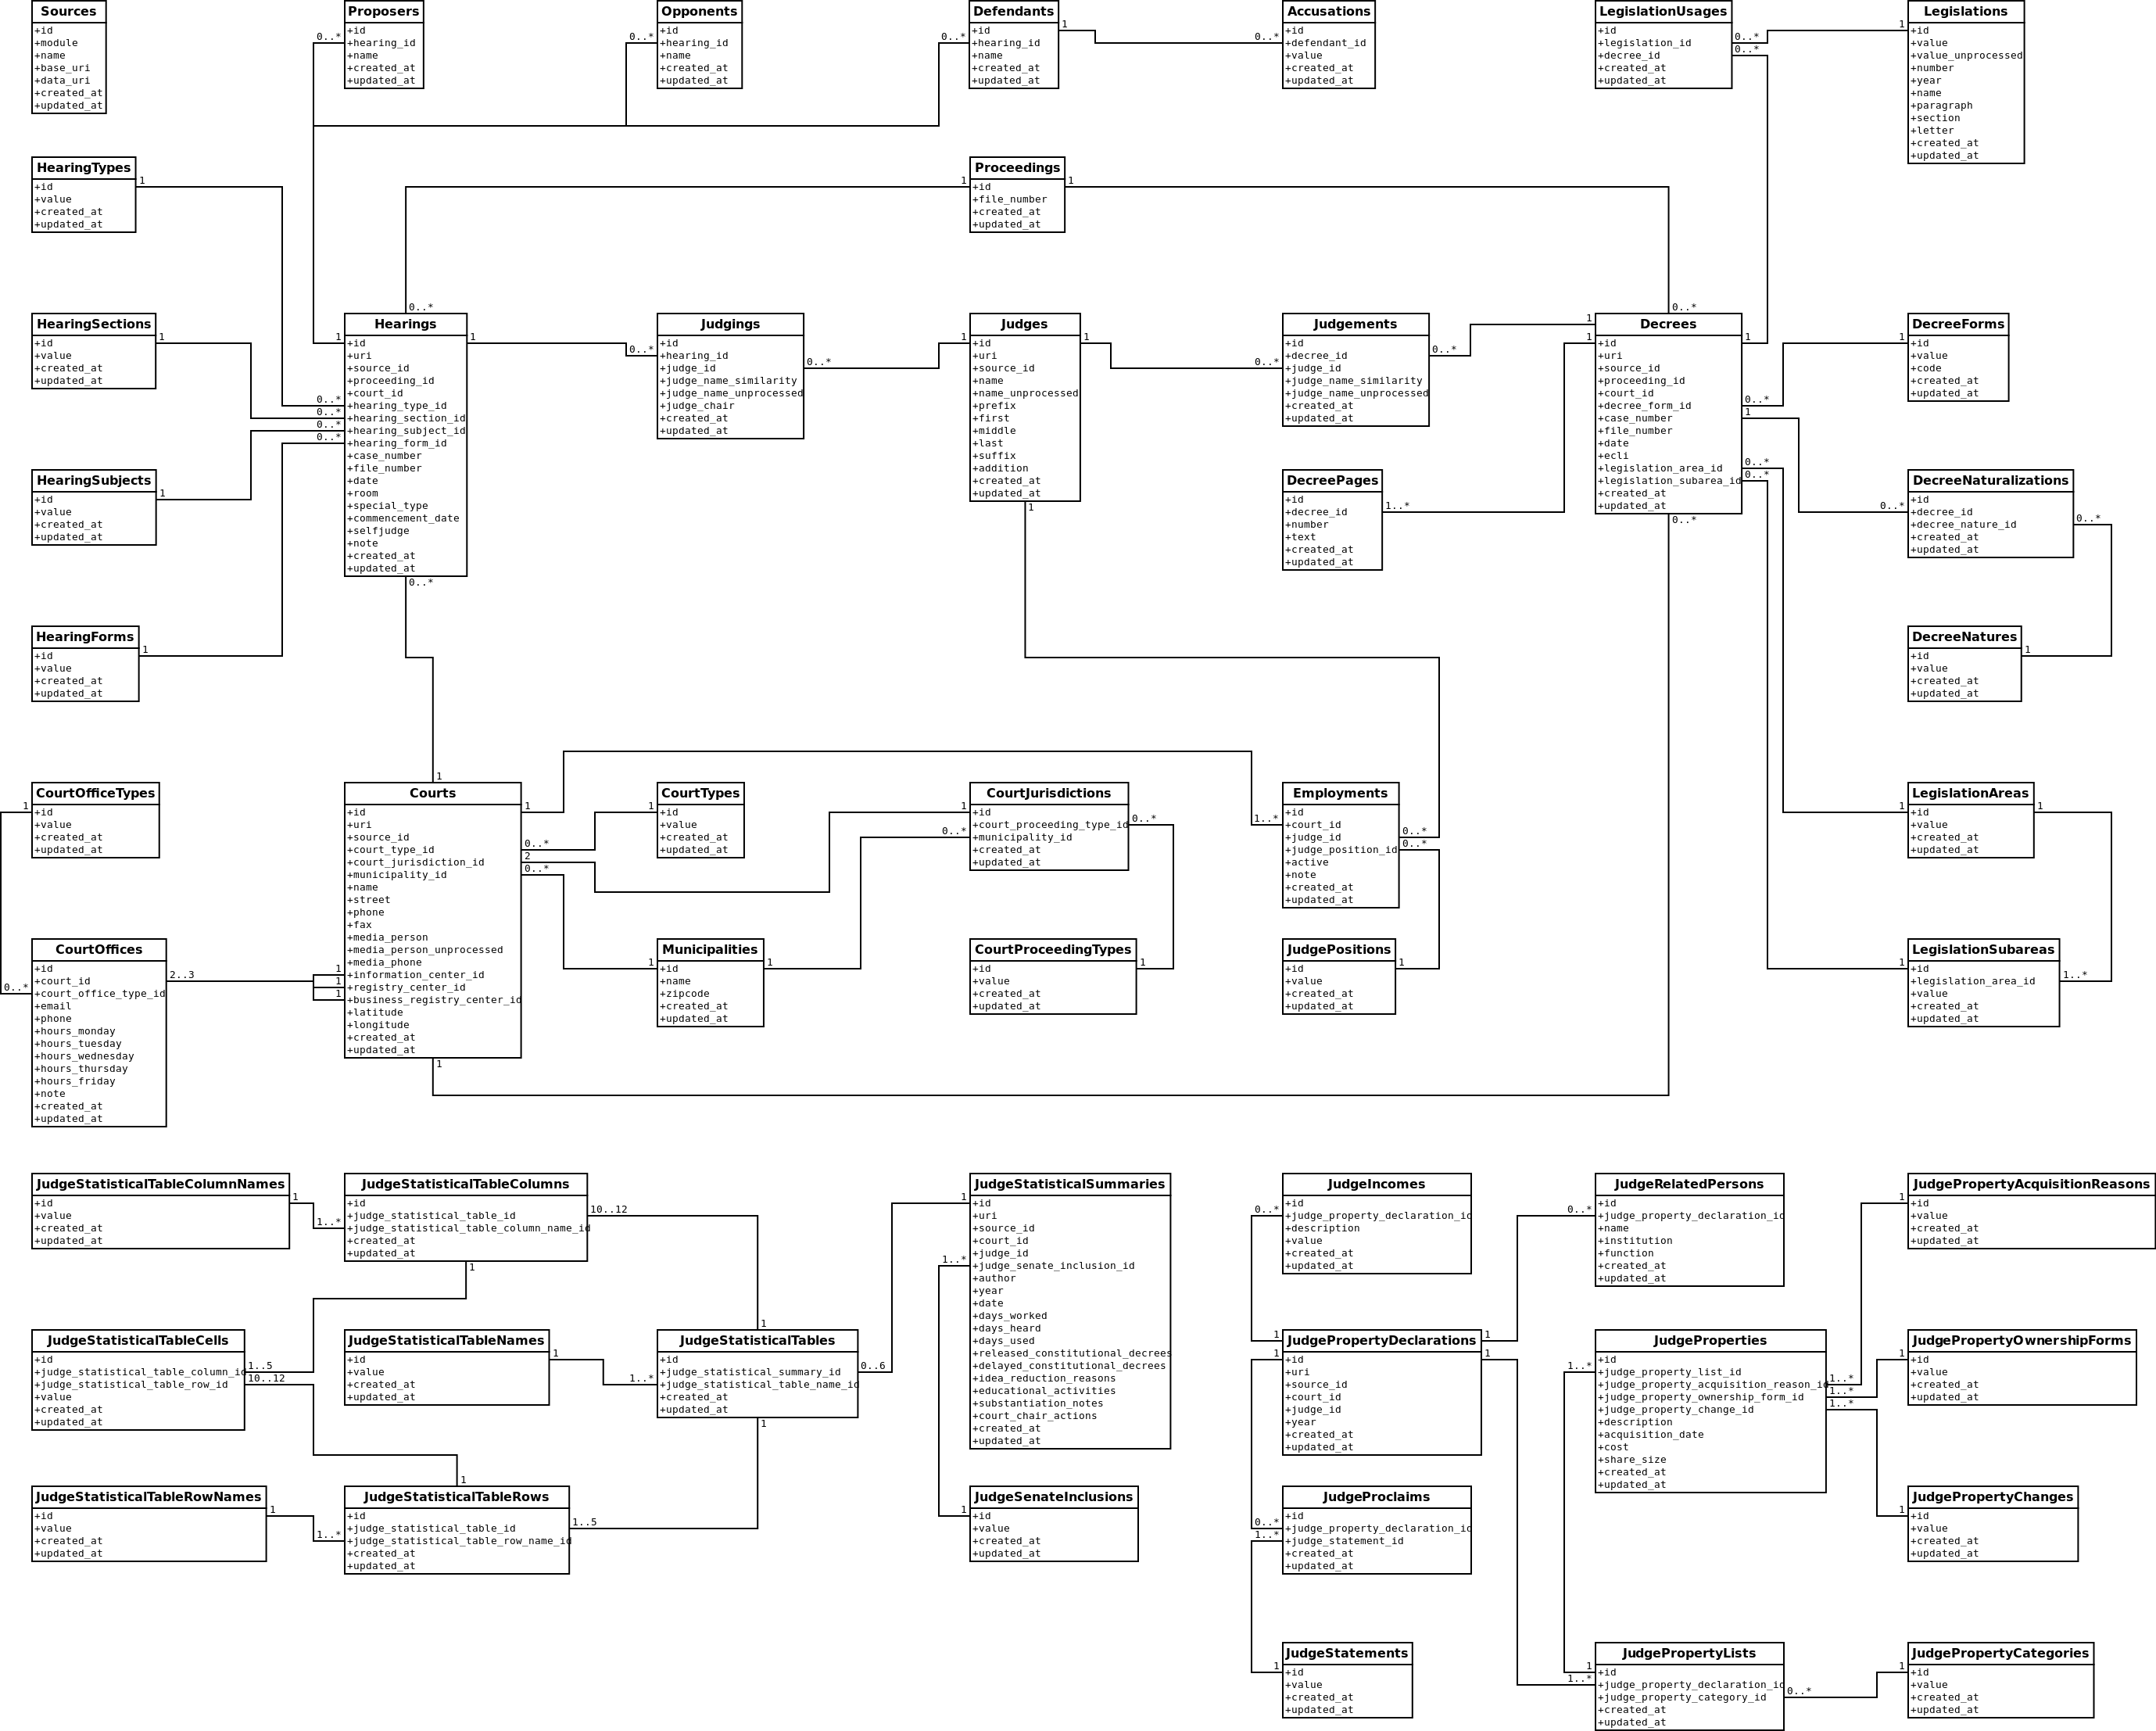 Sources
+id
+module
+name
+base_uri
+data_uri
+created_at
+updated_at
Proposers
0..*
+id
+hearing_id
+name
+created_at
+updated_at
Opponents
0..*
+id
+hearing_id
+name
+created_at
+updated_at
Defendants
0..*
1
+id
+hearing_id
+name
+created_at
+updated_at
Accusations
0..*
+id
+defendant_id
+value
+created_at
+updated_at
LegislationUsages
+id
+legislation_id
+decree_id
+created_at
+updated_at
0..*
0..*
Legislations
1
+id
+value
+value_unprocessed
+number
+year
+name
+paragraph
+section
+letter
+created_at
+updated_at
HearingTypes
1
+id
+value
+created_at
+updated_at
Proceedings
1
1
+id
+file_number
+created_at
+updated_at
HearingSections
1
+id
+value
+created_at
+updated_at
0..*
Hearings
1
1
+id
+uri
+source_id
+proceeding_id
+court_id
0..*
+hearing_type_id
0..*
+hearing_section_id
0..*
+hearing_subject_id
0..*
+hearing_form_id
+case_number
+file_number
+date
+room
+special_type
+commencement_date
+selfjudge
+note
+created_at
+updated_at
0..*
Judgings
0..*
0..*
+id
+hearing_id
+judge_id
+judge_name_similarity
+judge_name_unprocessed
+judge_chair
+created_at
+updated_at
Judges
1
1
+id
+uri
+source_id
+name
+name_unprocessed
+prefix
+first
+middle
+last
+suffix
+addition
+created_at
+updated_at
1
Judgements
0..*
0..*
+id
+decree_id
+judge_id
+judge_name_similarity
+judge_name_unprocessed
+created_at
+updated_at
0..*
Decrees
1
1
1
+id
+uri
+source_id
+proceeding_id
+court_id
+decree_form_id
0..*
+case_number
1
+file_number
+date
+ecli
+legislation_area_id
0..*
+legislation_subarea_id
0..*
+created_at
+updated_at
0..*
DecreeForms
1
+id
+value
+code
+created_at
+updated_at
HearingSubjects
1
+id
+value
+created_at
+updated_at
DecreePages
1..*
+id
+decree_id
+number
+text
+created_at
+updated_at
DecreeNaturalizations
0..*
0..*
+id
+decree_id
+decree_nature_id
+created_at
+updated_at
HearingForms
1
+id
+value
+created_at
+updated_at
DecreeNatures
1
+id
+value
+created_at
+updated_at
CourtOfficeTypes
1
+id
+value
+created_at
+updated_at
1
Courts
1
+id
+uri
+source_id
+court_type_id
0..*
+court_jurisdiction_id
2
+municipality_id
0..*
+name
+street
+phone
+fax
+media_person
+media_person_unprocessed
+media_phone
1
+information_center_id
1
+registry_center_id
1
+business_registry_center_id
+latitude
+longitude
+created_at
+updated_at
1
CourtTypes
1
+id
+value
+created_at
+updated_at
CourtJurisdictions
1
0..*
0..*
+id
+court_proceeding_type_id
+municipality_id
+created_at
+updated_at
Employments
1..*
0..*
0..*
+id
+court_id
+judge_id
+judge_position_id
+active
+note
+created_at
+updated_at
LegislationAreas
1
1
+id
+value
+created_at
+updated_at
CourtOffices
2..3
0..*
+id
+court_id
+court_office_type_id
+email
+phone
+hours_monday
+hours_tuesday
+hours_wednesday
+hours_thursday
+hours_friday
+note
+created_at
+updated_at
Municipalities
1
1
+id
+name
+zipcode
+created_at
+updated_at
CourtProceedingTypes
1
+id
+value
+created_at
+updated_at
JudgePositions
1
+id
+value
+created_at
+updated_at
LegislationSubareas
1
1..*
+id
+legislation_area_id
+value
+created_at
+updated_at
JudgeStatisticalTableColumnNames
1
+id
+value
+created_at
+updated_at
JudgeStatisticalTableColumns
1..*
10..12
+id
+judge_statistical_table_id
+judge_statistical_table_column_name_id
+created_at
+updated_at
1
JudgeStatisticalSummaries
1
1..*
+id
+uri
+source_id
+court_id
+judge_id
+judge_senate_inclusion_id
+author
+year
+date
+days_worked
+days_heard
+days_used
+released_constitutional_decrees
+delayed_constitutional_decrees
+idea_reduction_reasons
+educational_activities
+substantiation_notes
+court_chair_actions
+created_at
+updated_at
JudgeIncomes
0..*
+id
+judge_property_declaration_id
+description
+value
+created_at
+updated_at
JudgeRelatedPersons
0..*
+id
+judge_property_declaration_id
+name
+institution
+function
+created_at
+updated_at
JudgePropertyAcquisitionReasons
1
+id
+value
+created_at
+updated_at
JudgeStatisticalTableCells
1..5
10..12
+id
+judge_statistical_table_column_id
+judge_statistical_table_row_id
+value
+created_at
+updated_at
JudgeStatisticalTableNames
1
+id
+value
+created_at
+updated_at
1
JudgeStatisticalTables
1..*
0..6
+id
+judge_statistical_summary_id
+judge_statistical_table_name_id
+created_at
+updated_at
1
JudgePropertyDeclarations
1
1
1
1
+id
+uri
+source_id
+court_id
+judge_id
+year
+created_at
+updated_at
JudgeProperties
1..*
1..*
1..*
1..*
+id
+judge_property_list_id
+judge_property_acquisition_reason_id
+judge_property_ownership_form_id
+judge_property_change_id
+description
+acquisition_date
+cost
+share_size
+created_at
+updated_at
JudgePropertyOwnershipForms
1
+id
+value
+created_at
+updated_at
JudgeStatisticalTableRowNames
1
+id
+value
+created_at
+updated_at
1
JudgeStatisticalTableRows
1..*
1..5
+id
+judge_statistical_table_id
+judge_statistical_table_row_name_id
+created_at
+updated_at
JudgeSenateInclusions
1
+id
+value
+created_at
+updated_at
JudgeProclaims
0..*
1..*
+id
+judge_property_declaration_id
+judge_statement_id
+created_at
+updated_at
JudgePropertyChanges
1
+id
+value
+created_at
+updated_at
JudgeStatements
1
+id
+value
+created_at
+updated_at
JudgePropertyLists
1
1..*
0..*
+id
+judge_property_declaration_id
+judge_property_category_id
+created_at
+updated_at
JudgePropertyCategories
1
+id
+value
+created_at
+updated_at